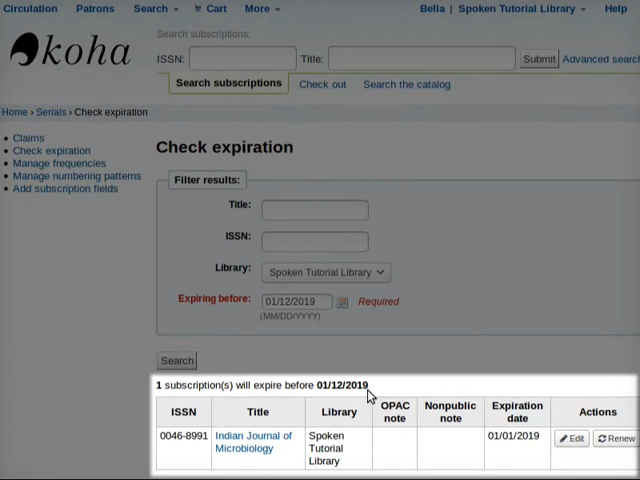 Circulation Patrons Search Cart More Bella | Spoken Tutorial Library Help
Search subscriptions:
koha
ISSN: Title: Submit Advanced search
Search subscriptions Check out Search the catalog
Home › Serials › Check expiration
Claims
Check expiration
Manage frequencies
Manage numbering patterns
Add subscription fields
Check expiration
Filter results:
Title:
ISSN:
Library: Spoken Tutorial Library
Expiring before: 01/12/2019 Required
(MM/DD/YYYY)
Search
1 subscription(s) will expire before 01/12/2019
ISSN Title Library OPAC note Nonpublic note Expiration date Actions
0046-8991 Indian Journal of Microbiology Spoken Tutorial Library 01/01/2019 Edit Renew